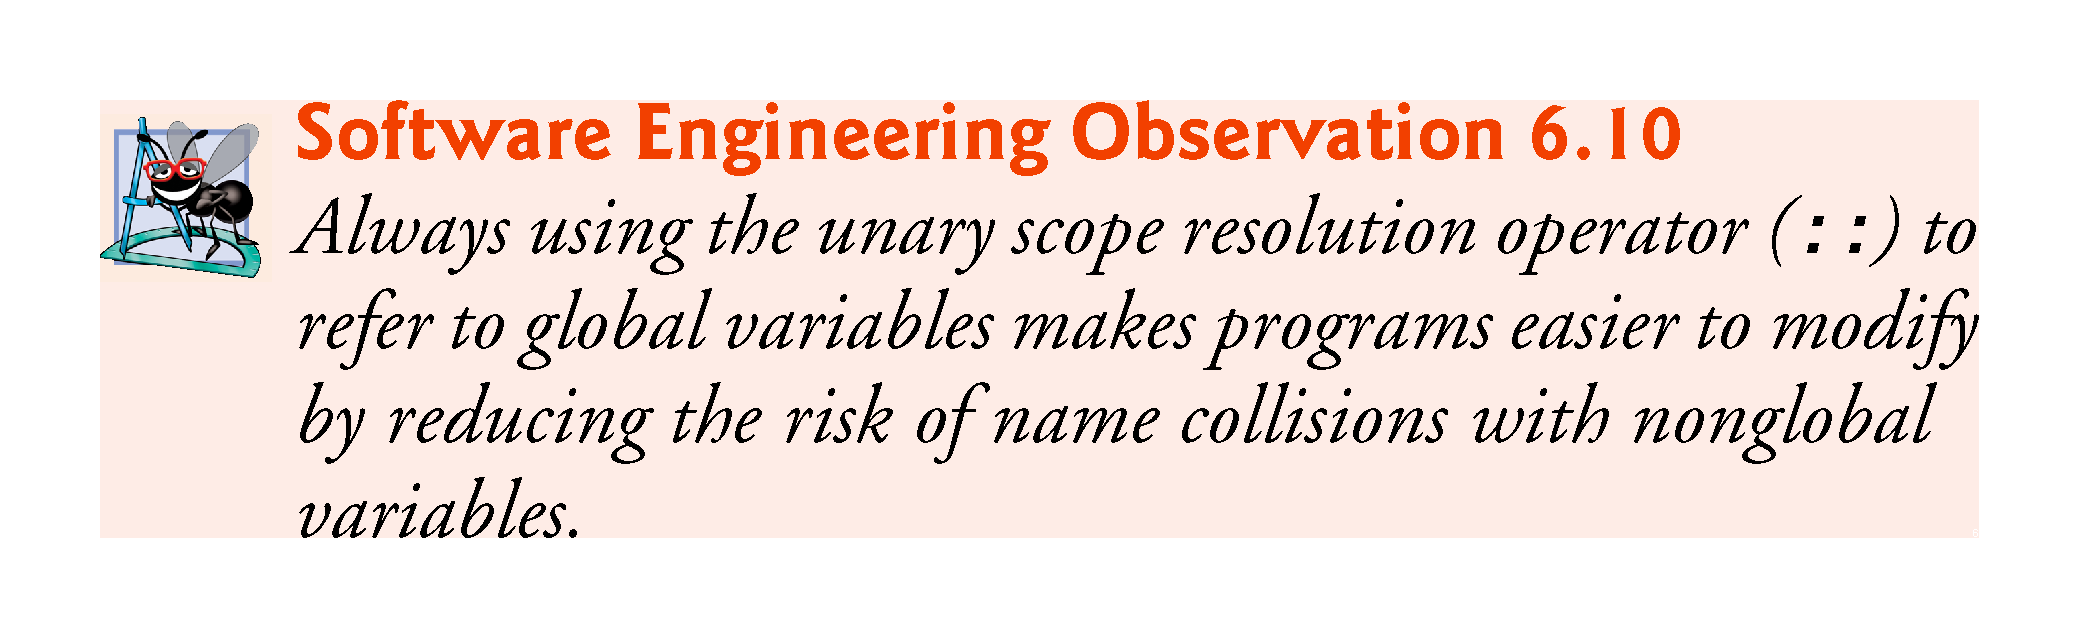 Software Engineering Observation 6.10
Always using the unary scope resolution operator (::) to
refer to global variables makes programs easier to modify
by reducing the risk of name collisions with nonglobal
variables.